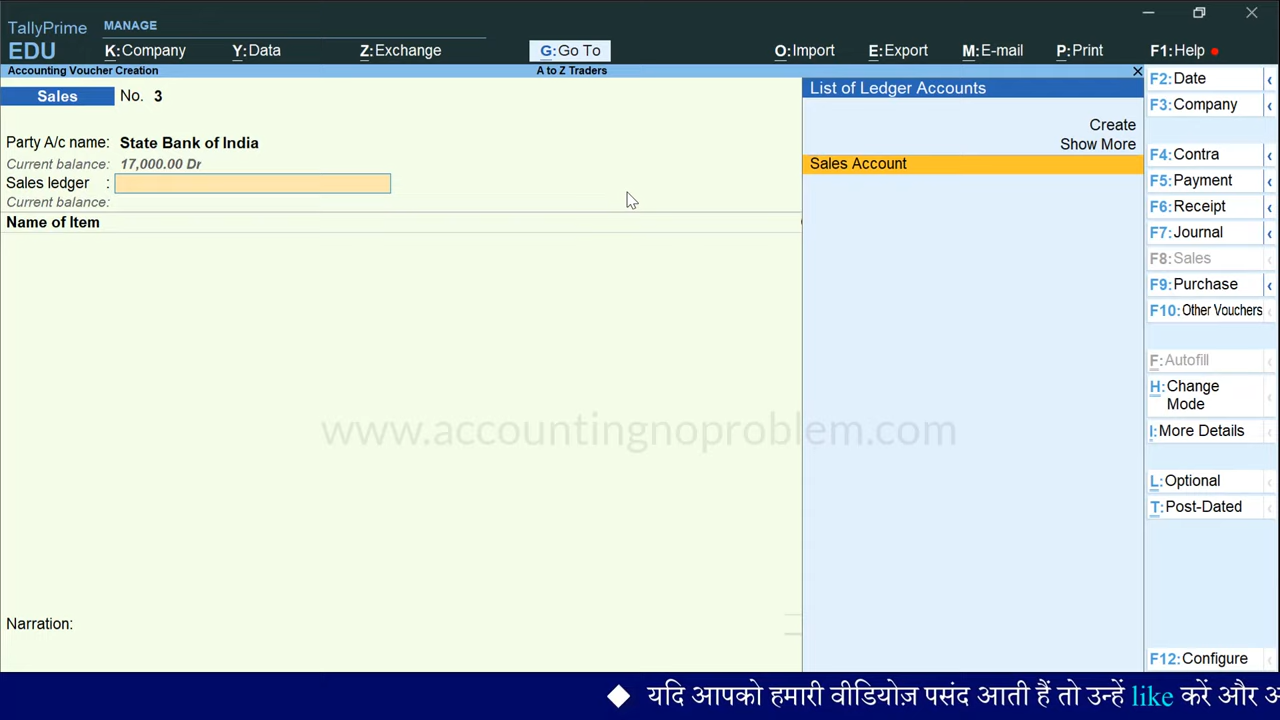 TallyPrime
MANAGE
EDU
K:Company
Y:Data
Z:Exchange
G:Go To
O:Import
E:Export
M:E-mail
P:Print
F1:Help
Accounting Voucher Creation
A to Z Traders
Sales No. 3
Party A/c name: State Bank of India
Current balance: 17,000.00 Dr
Sales ledger :
Current balance:
Name of Item
Narration:
List of Ledger Accounts
Create
Show More
Sales Account
F2:Date
F3:Company
F4:Contra
F5:Payment
F6:Receipt
F7:Journal
F8:Sales
F9:Purchase
F10:Other Vouchers
F:Autofill
H:Change
Mode
I:More Details
L:Optional
T:Post-Dated
F12:Configure
www.accountingnoproblem.com
यदि आपको हमारी वीडियोज़ पसंद आती हैं तो उन्हें like करें और